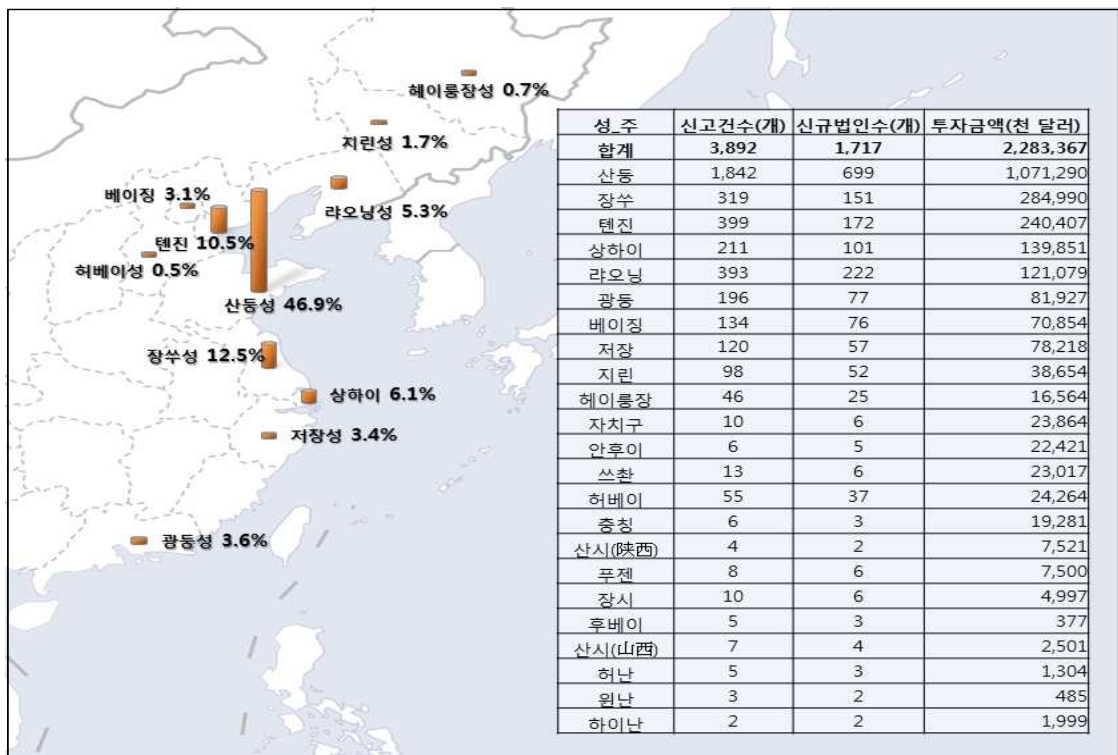 헤이룽장성 0.7%
지린성 1.7%
베이징 3.1%
랴오닝성 5.3%
텐진 10.5%
허베이성 0.5%
산둥성 46.9%
장쑤성 12.5%
상하이 6.1%
저장성 3.4%
광둥성 3.6%
성_주 신고건수(개) 신규법인수(개) 투자금액(천 달러)
합계 3,892 1,717 2,283,367
산둥 1,842 699 1,071,290
장쑤 319 151 284,990
텐진 399 172 240,407
상하이 211 101 139,851
랴오닝 393 222 121,079
광둥 196 77 81,927
베이징 134 76 70,854
저장 120 57 78,218
지린 98 52 38,654
헤이룽장 46 25 16,564
자치구 10 6 23,864
안후이 6 5 22,421
쓰촨 13 6 23,017
허베이 55 37 24,264
충칭 6 3 19,281
산시(陕西) 4 2 7,521
푸젠 8 6 7,500
장시 10 6 4,997
후베이 5 3 377
산시(山西) 7 4 2,501
허난 5 3 1,304
윈난 3 2 485
하이난 2 2 1,999